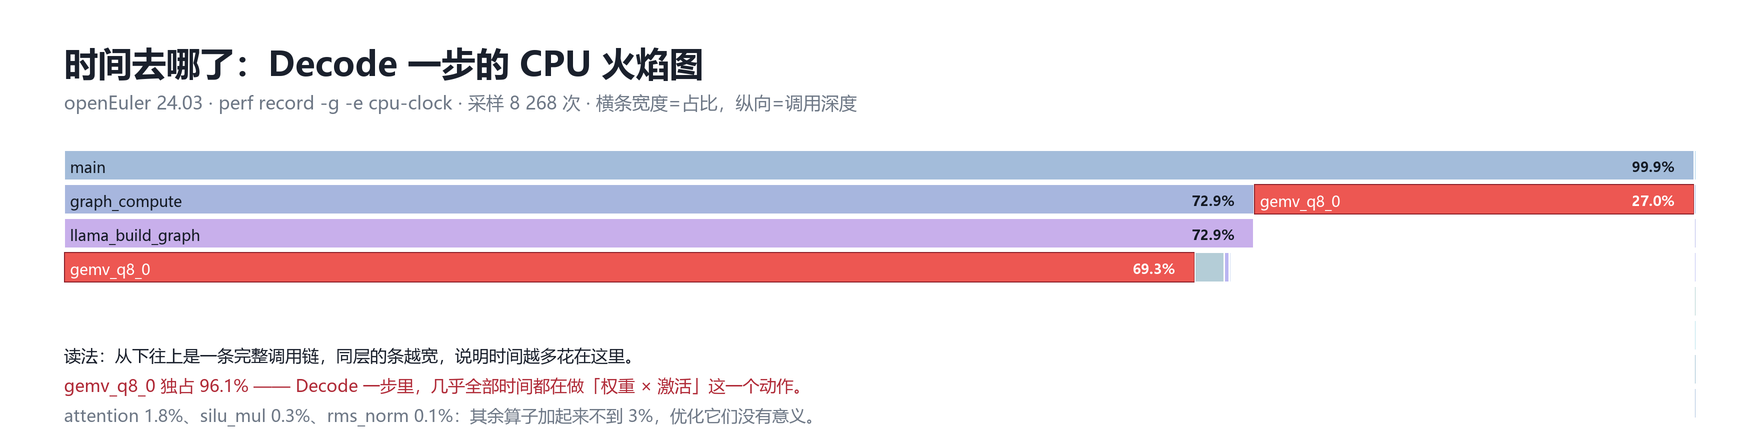 时间去哪了：Decode 一步的 CPU 火焰图
openEuler 24.03 · perf record -g -e cpu-clock · 采样 8 268 次 · 横条宽度=占比，纵向=调用深度
main 99.9%
graph_compute 72.9% gemv_q8_0 27.0%
llama_build_graph 72.9%
gemv_q8_0 69.3%
读法：从下往上是一条完整调用链，同层的条越宽，说明时间越多花在这里。
gemv_q8_0 独占 96.1% —— Decode 一步里，几乎全部时间都在做「权重 × 激活」这一个动作。
attention 1.8%、silu_mul 0.3%、rms_norm 0.1%：其余算子加起来不到 3%，优化它们没有意义。